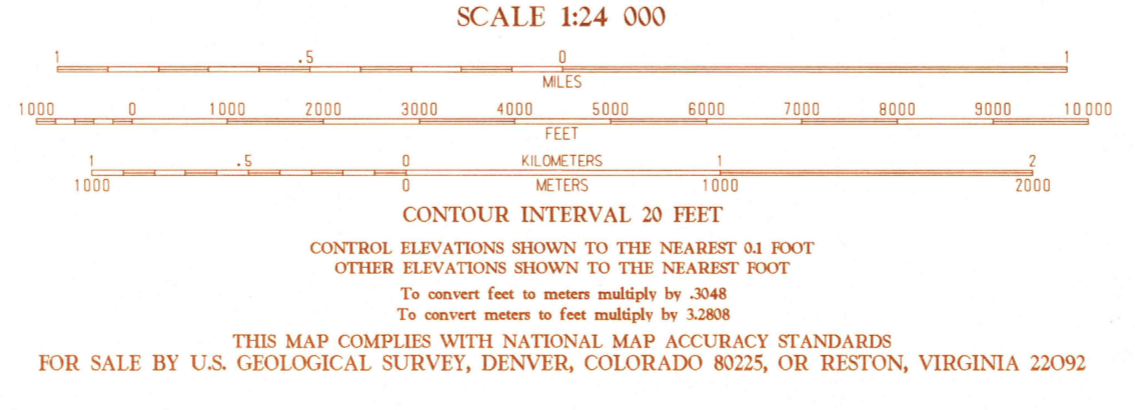 SCALE 1:24 000
1 .5 0 1
MILES
1000 0 1000 2000 3000 4000 5000 6000 7000 8000 9000 10 000
FEET
1 .5 0 KILOMETERS 1 2
1000 0 METERS 1000 2000
CONTOUR INTERVAL 20 FEET
CONTROL ELEVATIONS SHOWN TO THE NEAREST 0.1 FOOT
OTHER ELEVATIONS SHOWN TO THE NEAREST FOOT
To convert feet to meters multiply by .3048
To convert meters to feet multiply by 3.2808
THIS MAP COMPLIES WITH NATIONAL MAP ACCURACY STANDARDS
FOR SALE BY U.S. GEOLOGICAL SURVEY, DENVER, COLORADO 80225, OR RESTON, VIRGINIA 22092